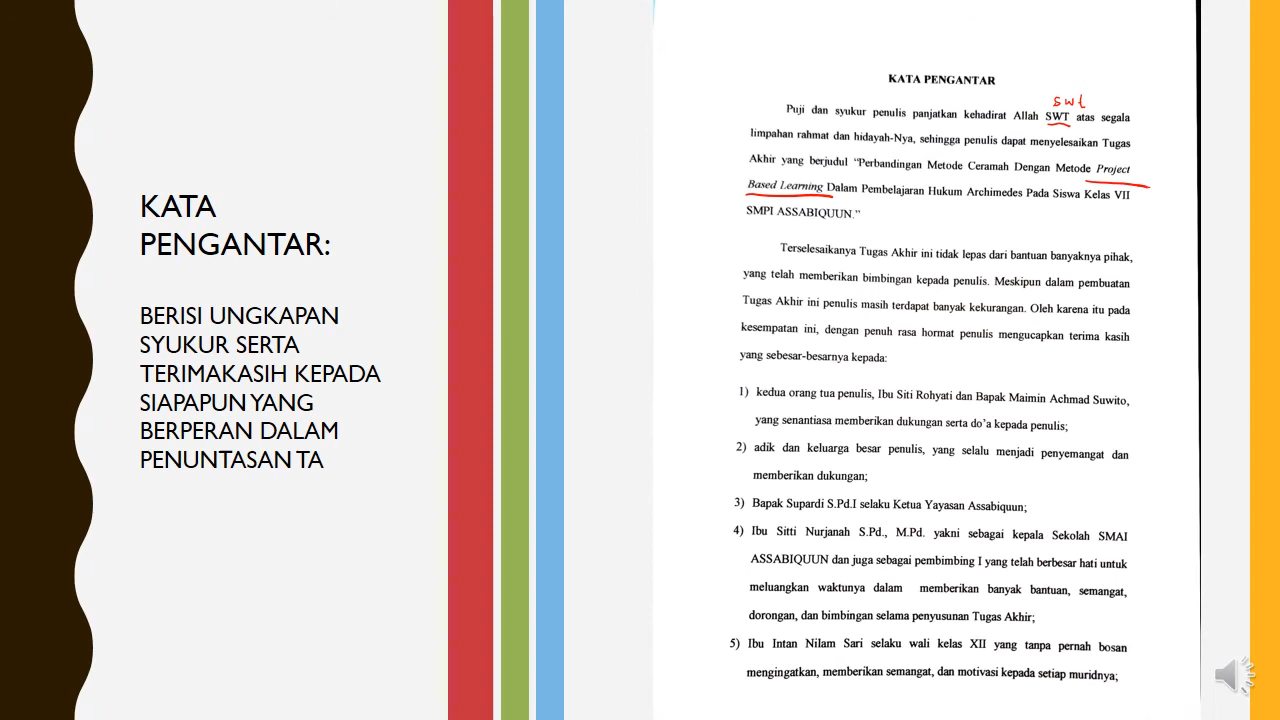 KATA
PENGANTAR:
BERISI UNGKAPAN
SYUKUR SERTA
TERIMAKASIH KEPADA
SIAPAPUN YANG
BERPERAN DALAM
PENUNTASAN TA
KATA PENGANTAR
swt
Puji dan syukur penulis panjatkan kehadirat Allah SWT atas segala
limpahan rahmat dan hidayah-Nya, sehingga penulis dapat menyelesaikan Tugas
Akhir yang berjudul “Perbandingan Metode Ceramah Dengan Metode Project
Based Learning Dalam Pembelajaran Hukum Archimedes Pada Siswa Kelas VII
SMPI ASSABIQUUN.”
Terselesaikanya Tugas Akhir ini tidak lepas dari bantuan banyaknya pihak,
yang telah memberikan bimbingan kepada penulis. Meskipun dalam pembuatan
Tugas Akhir ini penulis masih terdapat banyak kekurangan. Oleh karena itu pada
kesempatan ini, dengan penuh rasa hormat penulis mengucapkan terima kasih
yang sebesar-besarnya kepada:
1) kedua orang tua penulis, Ibu Siti Rohyati dan Bapak Maimin Achmad Suwito,
yang senantiasa memberikan dukungan serta do’a kepada penulis;
2) adik dan keluarga besar penulis, yang selalu menjadi penyemangat dan
memberikan dukungan;
3) Bapak Supardi S.Pd.I selaku Ketua Yayasan Assabiquun;
4) Ibu Sitti Nurjanah S.Pd., M.Pd. yakni sebagai kepala Sekolah SMAI
ASSABIQUUN dan juga sebagai pembimbing I yang telah berbesar hati untuk
meluangkan waktunya dalam memberikan banyak bantuan, semangat,
dorongan, dan bimbingan selama penyusunan Tugas Akhir;
5) Ibu Intan Nilam Sari selaku wali kelas XII yang tanpa pernah bosan
mengingatkan, memberikan semangat, dan motivasi kepada setiap muridnya;